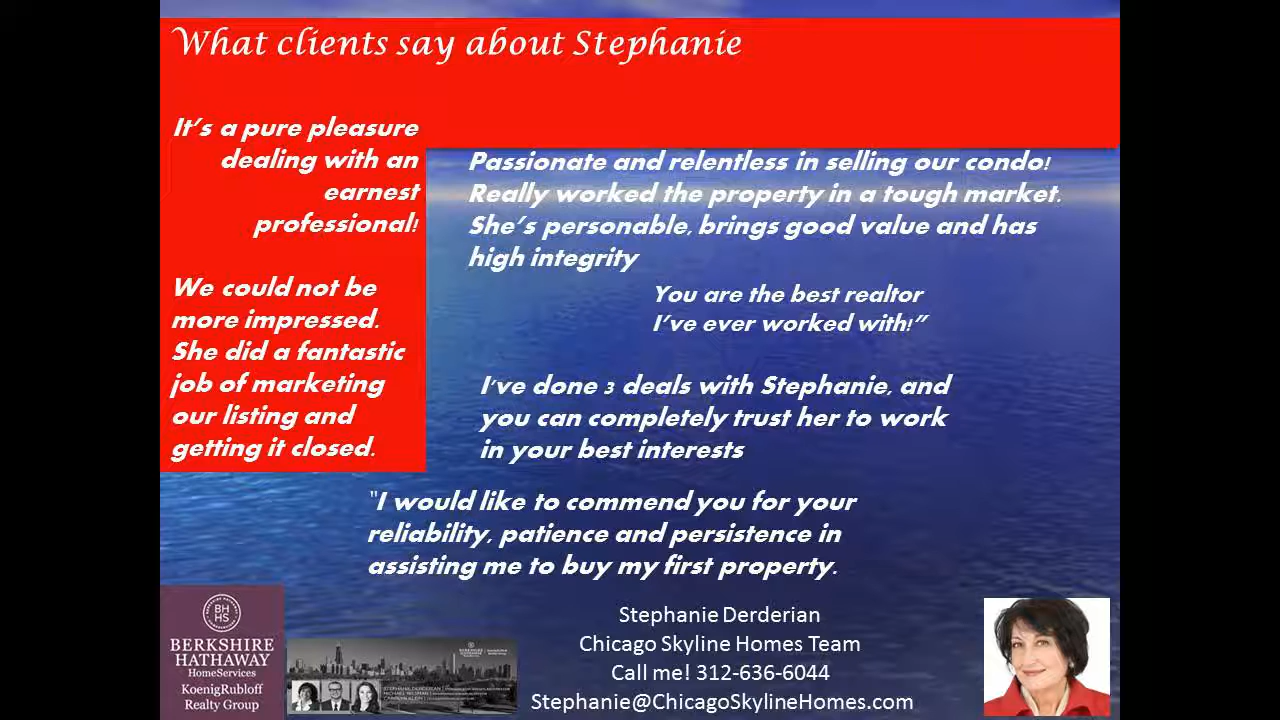 What clients say about Stephanie
It's a pure pleasure
dealing with an
earnest
professional!
We could not be
more impressed.
She did a fantastic
job of marketing
our listing and
getting it closed.
Passionate and relentless in selling our condo!
Really worked the property in a tough market.
She's personable, brings good value and has
high integrity
You are the best realtor
I've ever worked with!"
I've done 3 deals with Stephanie, and
you can completely trust her to work
in your best interests
"I would like to commend you for your
reliability, patience and persistence in
assisting me to buy my first property.
BH
HS
BERKSHIRE
HATHAWAY
HomeServices
KoenigRubloff
Realty Group
BERKSHIRE
HATHAWAY
STEPHANIE DERDERIAN
Stephanie Derderian
Chicago Skyline Homes Team
Call me! 312-636-6044
Stephanie@ChicagoSkylineHomes.com